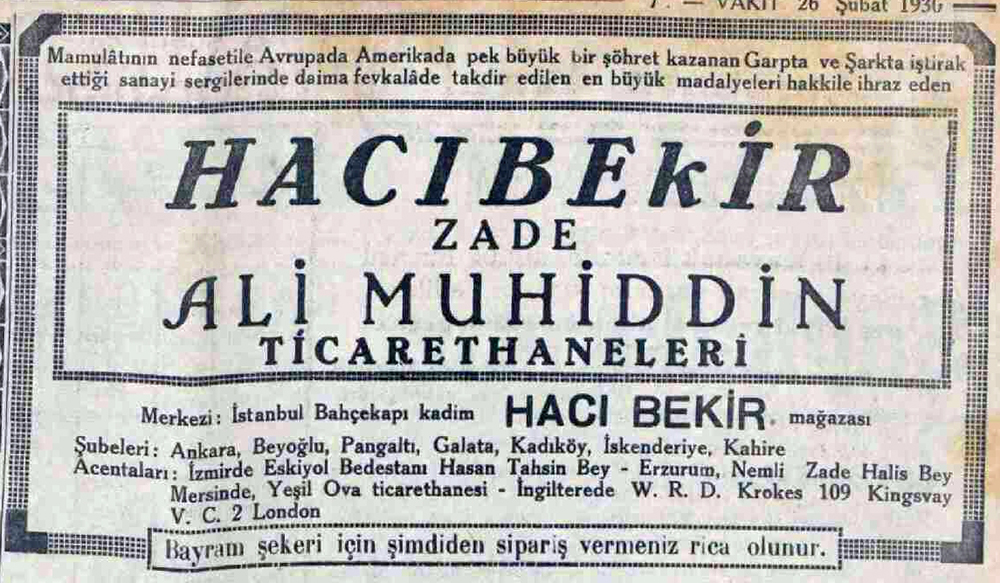 7. — VAKIT 26 Şubat 1930
Mamulâtının nefasetile Avrupada Amerikada pek büyük bir şöhret kazanan Garpta ve Şarkta iştirak
ettiği sanayi sergilerinde daima fevkalâde takdir edilen en büyük madalyeleri hakkile ihraz eden
HACIBEKİR
ZADE
ALİ MUHİDDİN
TİCARETHANELERİ
Merkezi: İstanbul Bahçekapı kadim HACI BEKİR. mağazası
Şubeleri: Ankara, Beyoğlu, Pangaltı, Galata, Kadıköy, İskenderiye, Kahire
Acentaları: İzmirde Eskiyol Bedestanı Hasan Tahsin Bey - Erzurum, Nemli Zade Halis Bey
Mersinde, Yeşil Ova ticarethanesi - İngilterede W. R. D. Krokes 109 Kingsvay
V. C. 2 London
Bayram şekeri için şimdiden sipariş vermeniz rica olunur.